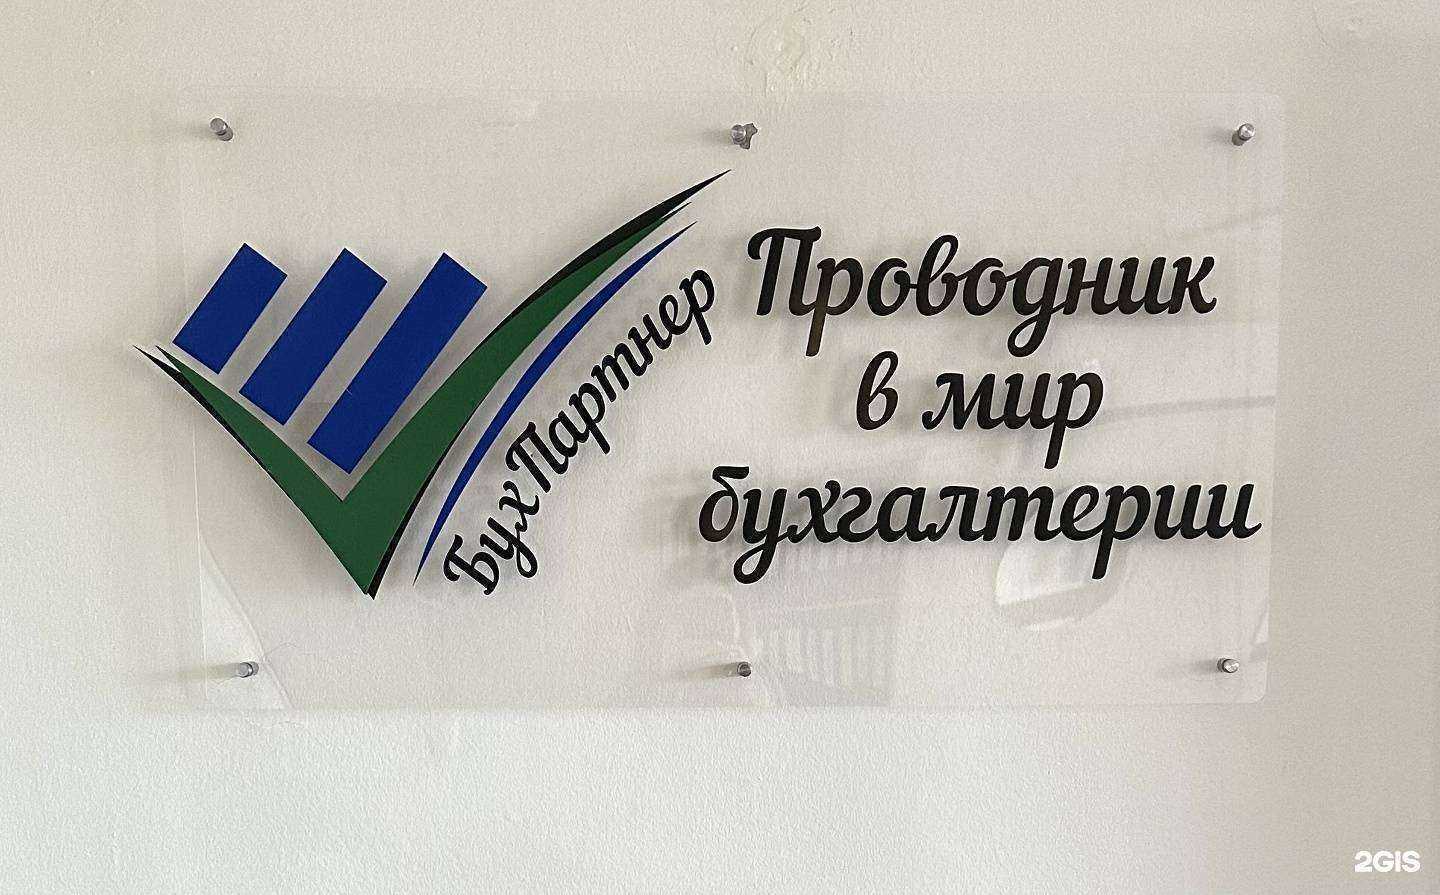 БухПартнер
Проводник
в мир
бухгалтерии
2GIS